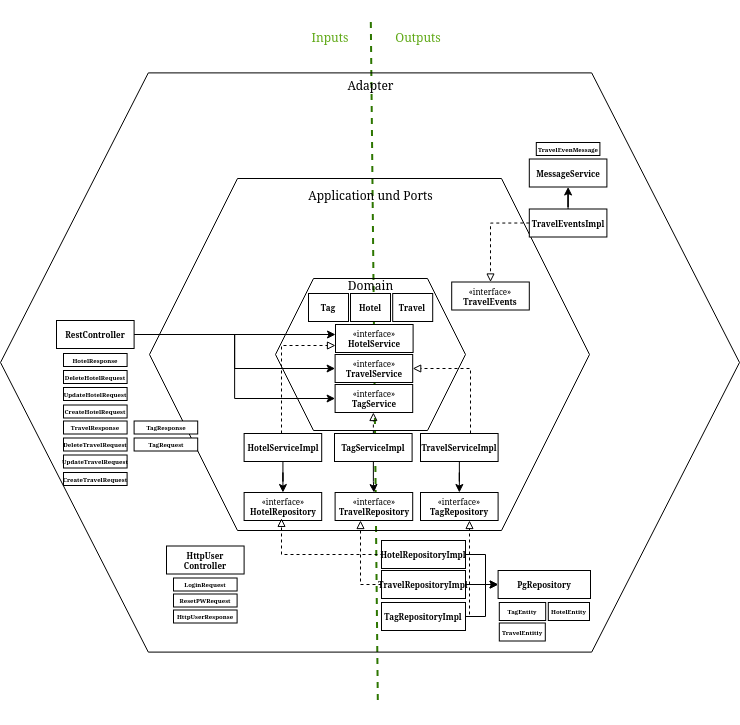 Inputs
Outputs
Adapter
TravelEvenMessage
MessageService
Application und Ports
TravelEventsImpl
Domain
«interface»
TravelEvents
Tag
Hotel
Travel
RestController
«interface»
HotelService
HotelResponse
«interface»
TravelService
DeleteHotelRequest
UpdateHotelRequest
«interface»
TagService
CreateHotelRequest
TravelResponse
TagResponse
DeleteTravelRequest
TagRequest
HotelServiceImpl
TagServiceImpl
TravelServiceImpl
UpdateTravelRequest
CreateTravelRequest
«interface»
HotelRepository
«interface»
TravelRepository
«interface»
TagRepository
HttpUser
Controller
HotelRepositoryImpl
LoginRequest
TravelRepositoryImpl
PgRepository
ResetPWRequest
HttpUserResponse
TagRepositoryImpl
TagEntity
HotelEntity
TravelEntitiy